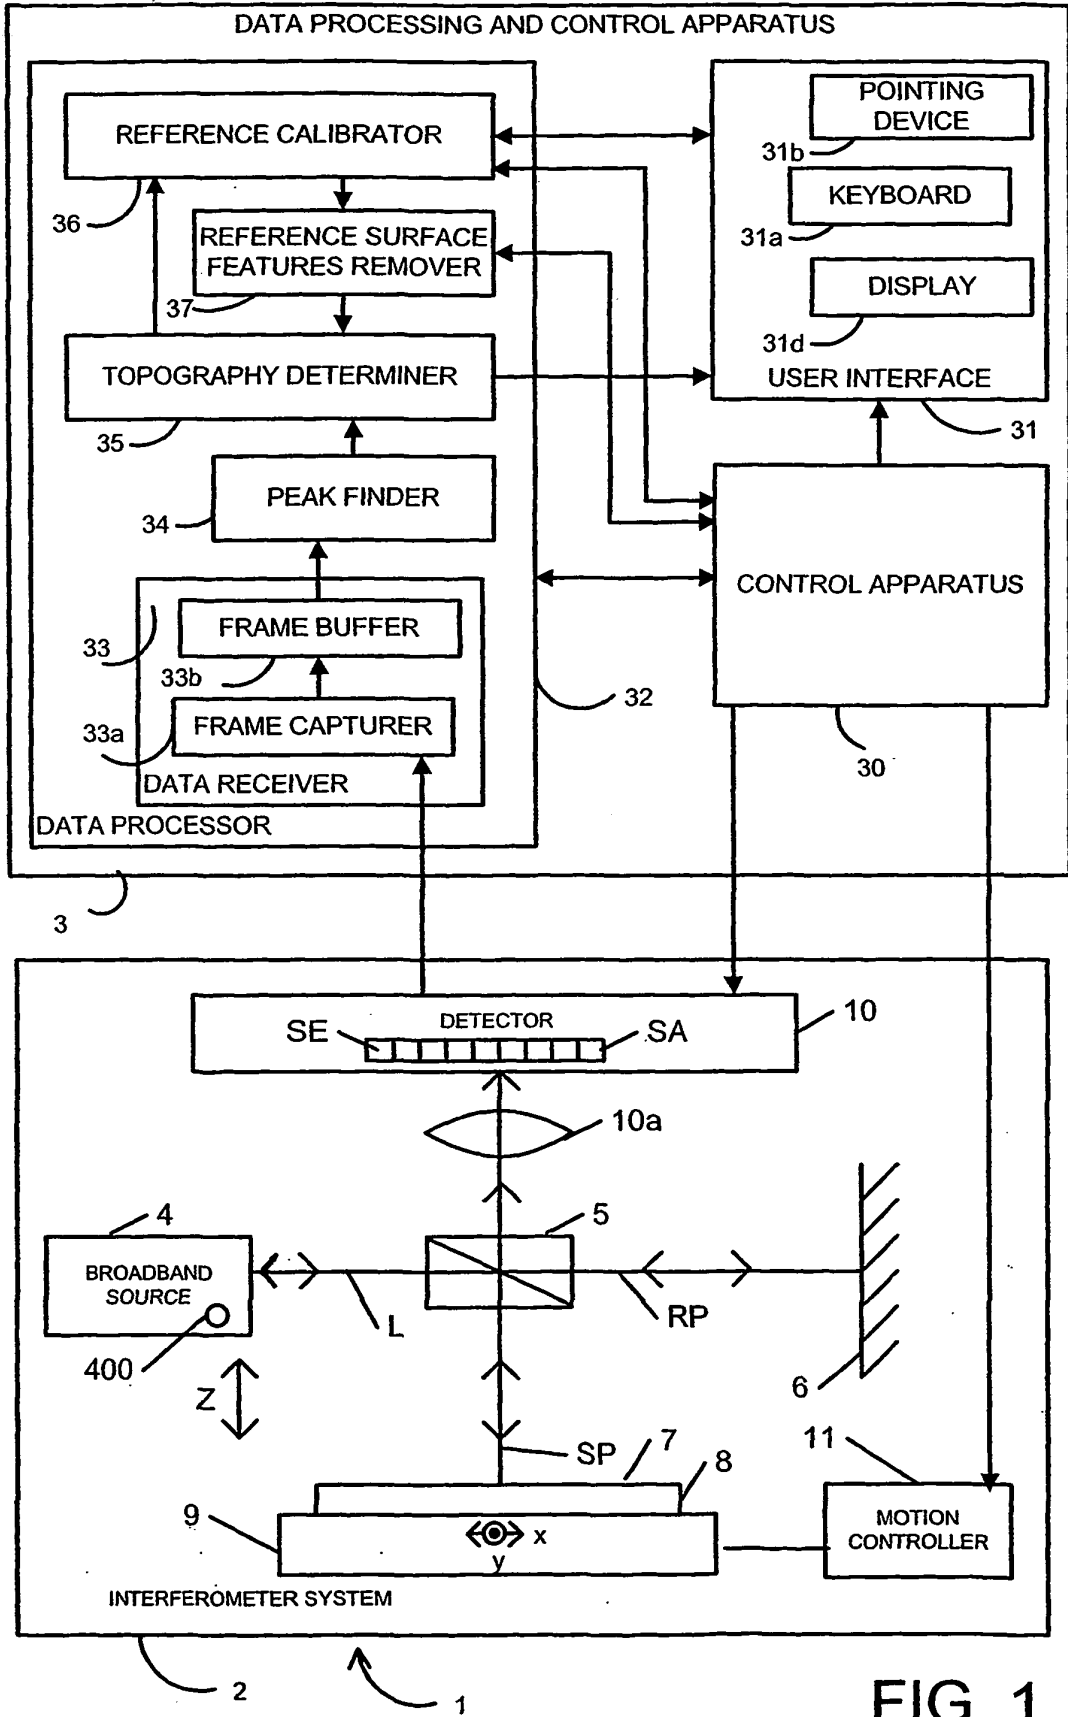 DATA PROCESSING AND CONTROL APPARATUS
REFERENCE CALIBRATOR
36
REFERENCE SURFACE
FEATURES REMOVER
37
TOPOGRAPHY DETERMINER
35
PEAK FINDER
34
33
FRAME BUFFER
33b
33a
FRAME CAPTURER
DATA RECEIVER
DATA PROCESSOR
32
POINTING
DEVICE
31b
KEYBOARD
31a
DISPLAY
31d
USER INTERFACE
31
CONTROL APPARATUS
30
3
DETECTOR
SE
SA
10
10a
4
BROADBAND
SOURCE
400
L
5
RP
6
Z
SP
7
8
9
x
y
11
MOTION
CONTROLLER
INTERFEROMETER SYSTEM
2
1
FIG. 1